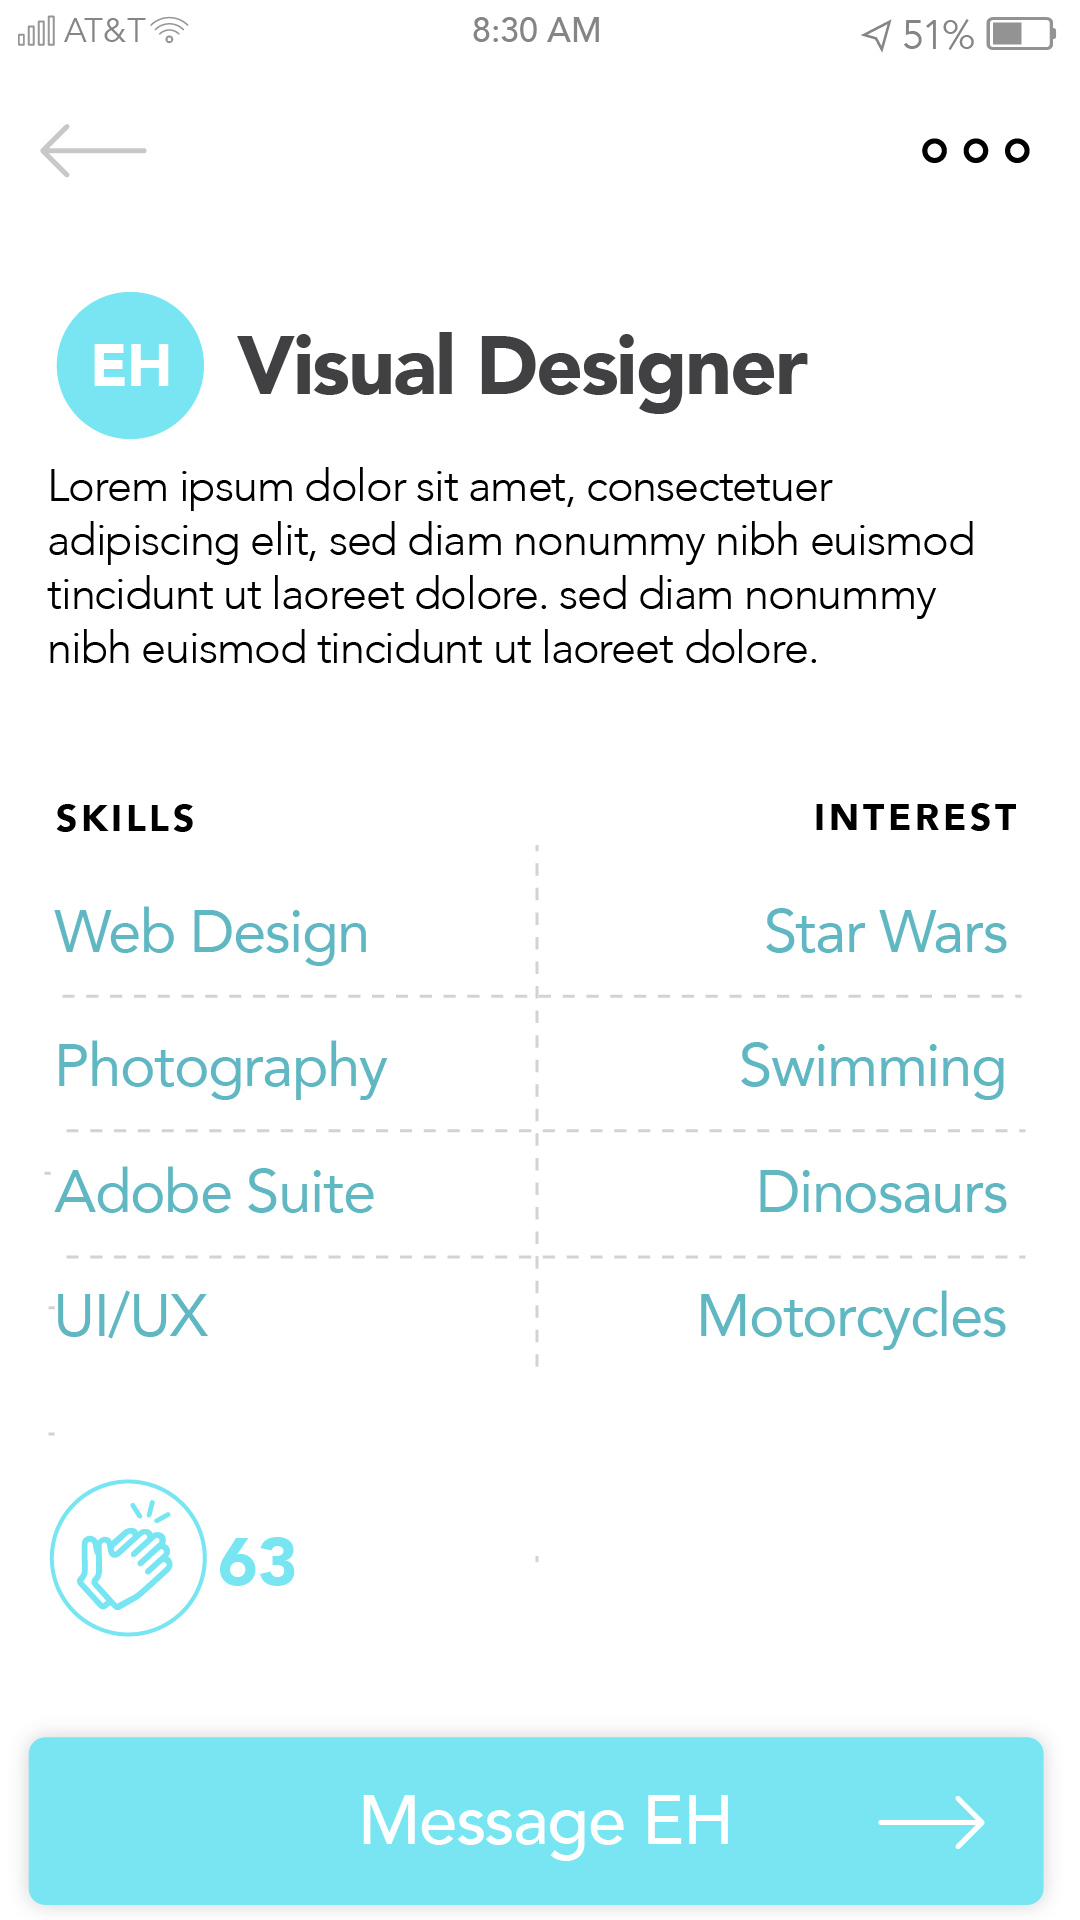 AT&T 8:30 AM 51%
EH Visual Designer
Lorem ipsum dolor sit amet, consectetuer
adipiscing elit, sed diam nonummy nibh euismod
tincidunt ut laoreet dolore. sed diam nonummy
nibh euismod tincidunt ut laoreet dolore.
SKILLS INTEREST
Web Design Star Wars
Photography Swimming
Adobe Suite Dinosaurs
UI/UX Motorcycles
63
Message EH